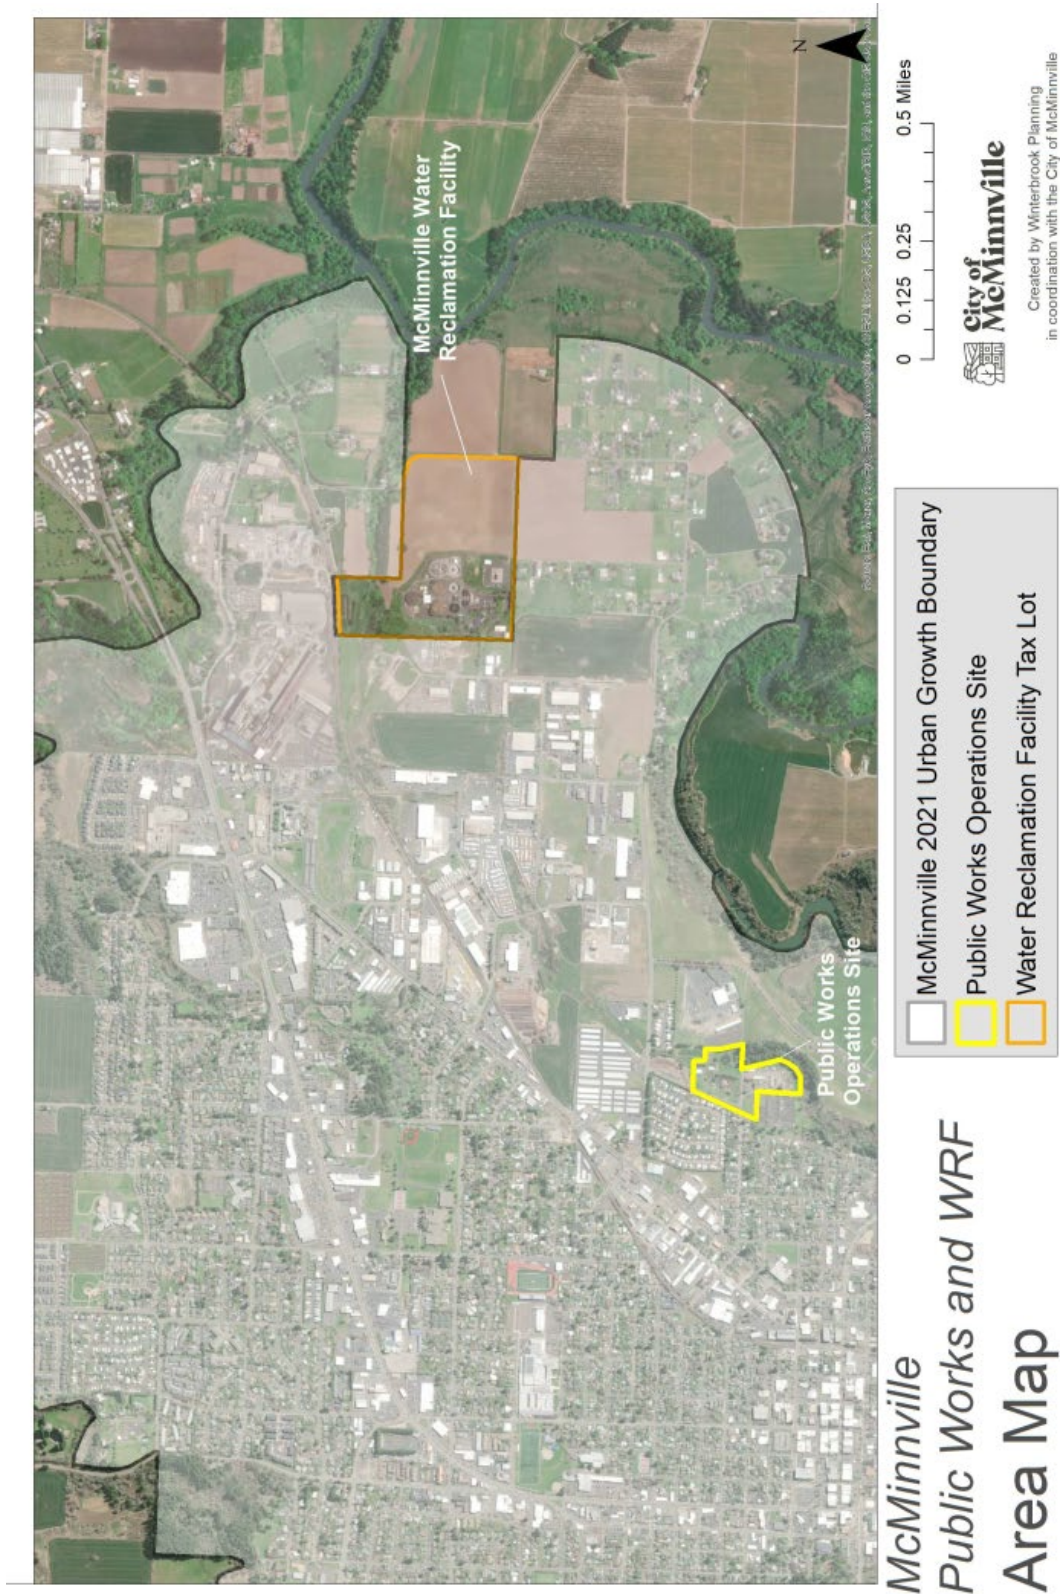 McMinnville Water
Reclamation Facility
Public Works
Operations Site
N
McMinnville
Public Works and WRF
Area Map
McMinnville 2021 Urban Growth Boundary
Public Works Operations Site
Water Reclamation Facility Tax Lot
0 0.125 0.25 0.5 Miles
City of
McMinnville
Created by Winterbrook Planning
in coordination with the City of McMinnville